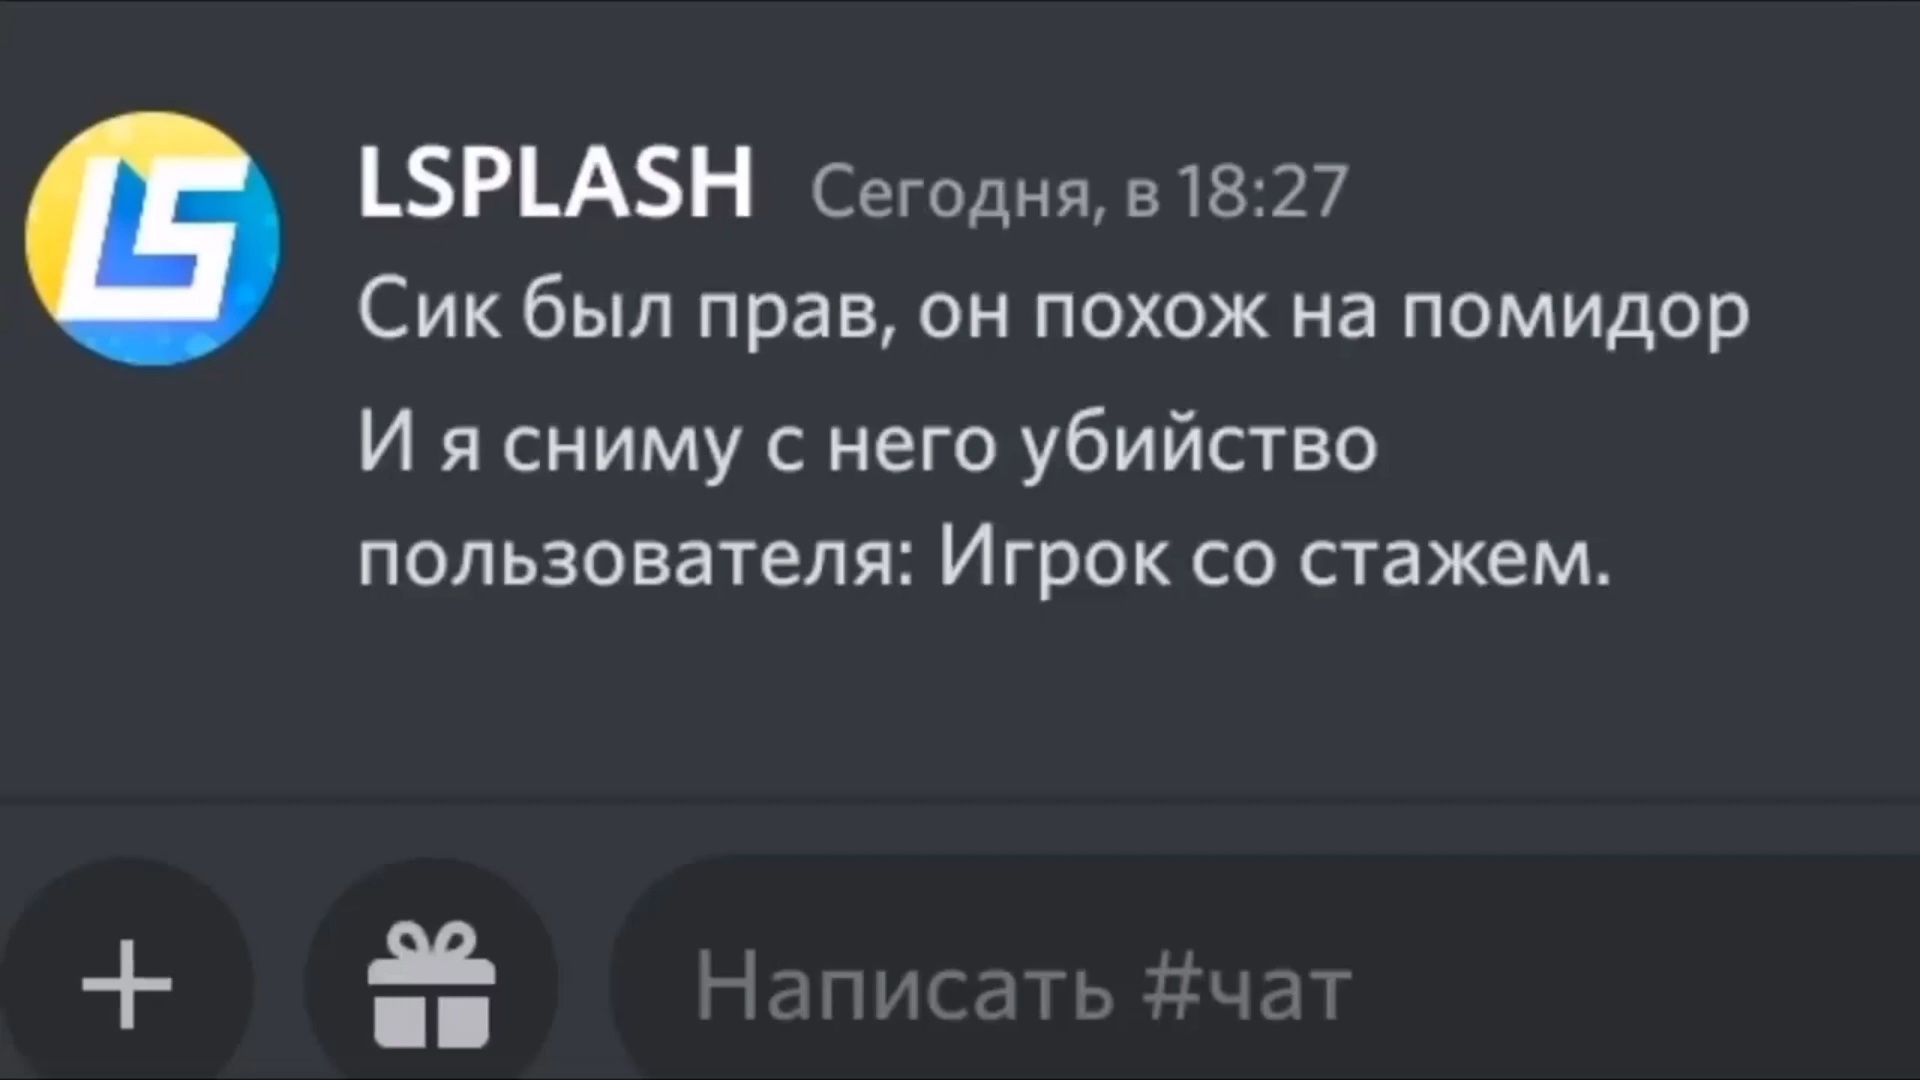 LS
LSPLASH Сегодня, в 18:27
Сик был прав, он похож на помидор
И я сниму с него убийство
пользователя: Игрок со стажем.
Написать #чат